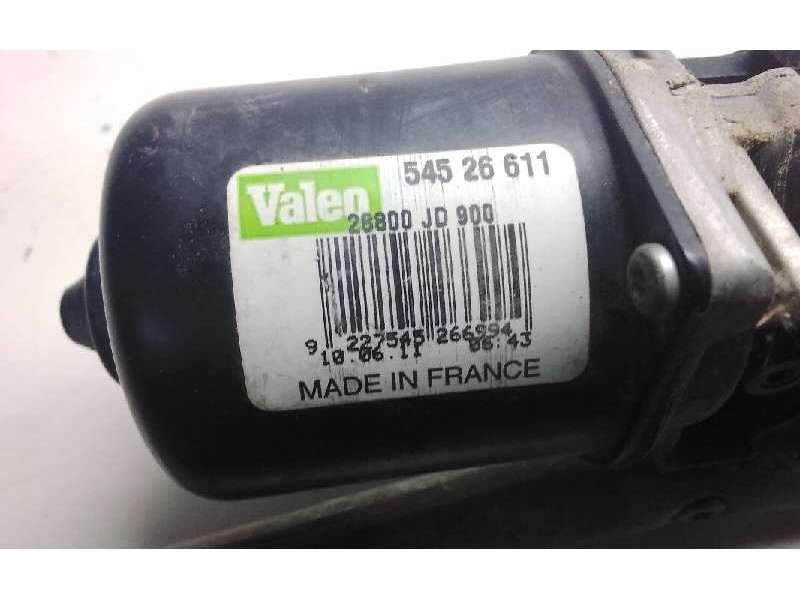 Valeo
545 26 611
28800 JD 900
9 227545 266994
10.06.11 06:43
MADE IN FRANCE